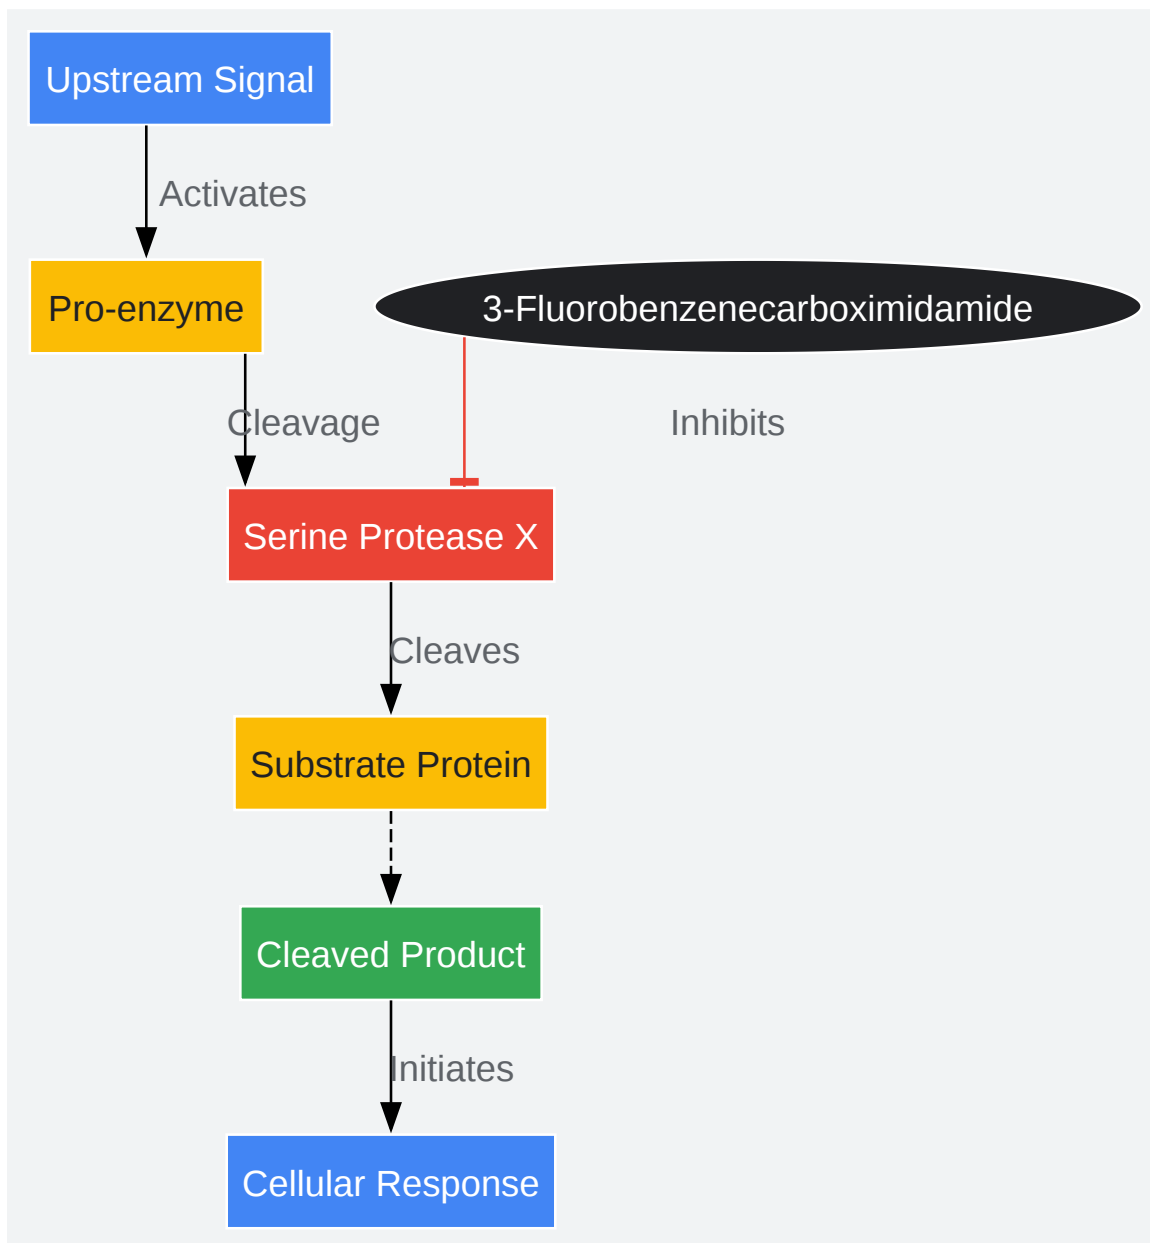 Upstream Signal
Activates
Pro-enzyme
3-Fluorobenzenecarboximidamide
Cleavage
Inhibits
Serine Protease X
Cleaves
Substrate Protein
Cleaved Product
Initiates
Cellular Response